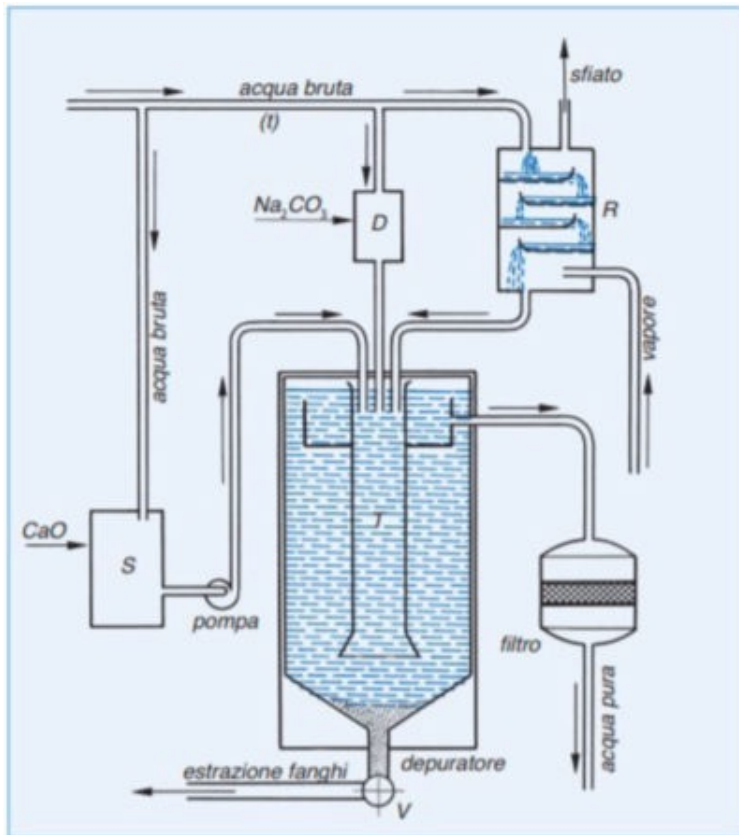 acqua bruta
(t)
sfiato
Na₂CO₃
D
R
acqua bruta
vapore
CaO
S
T
pompa
filtro
acqua pura
estrazione fanghi
depuratore
V